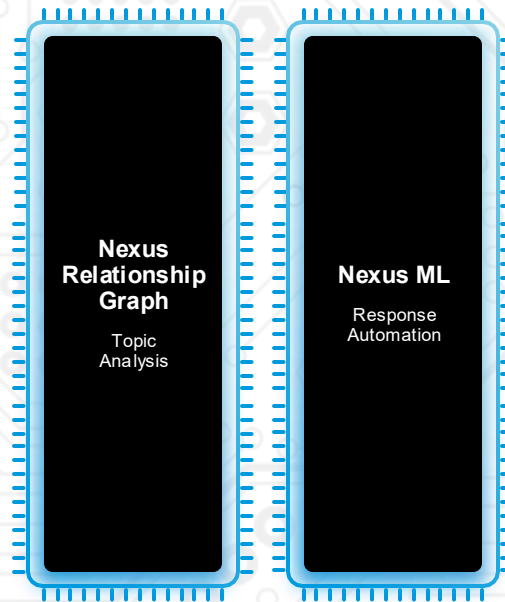 Nexus
Relationship
Graph
Topic
Analysis
Nexus ML
Response
Automation